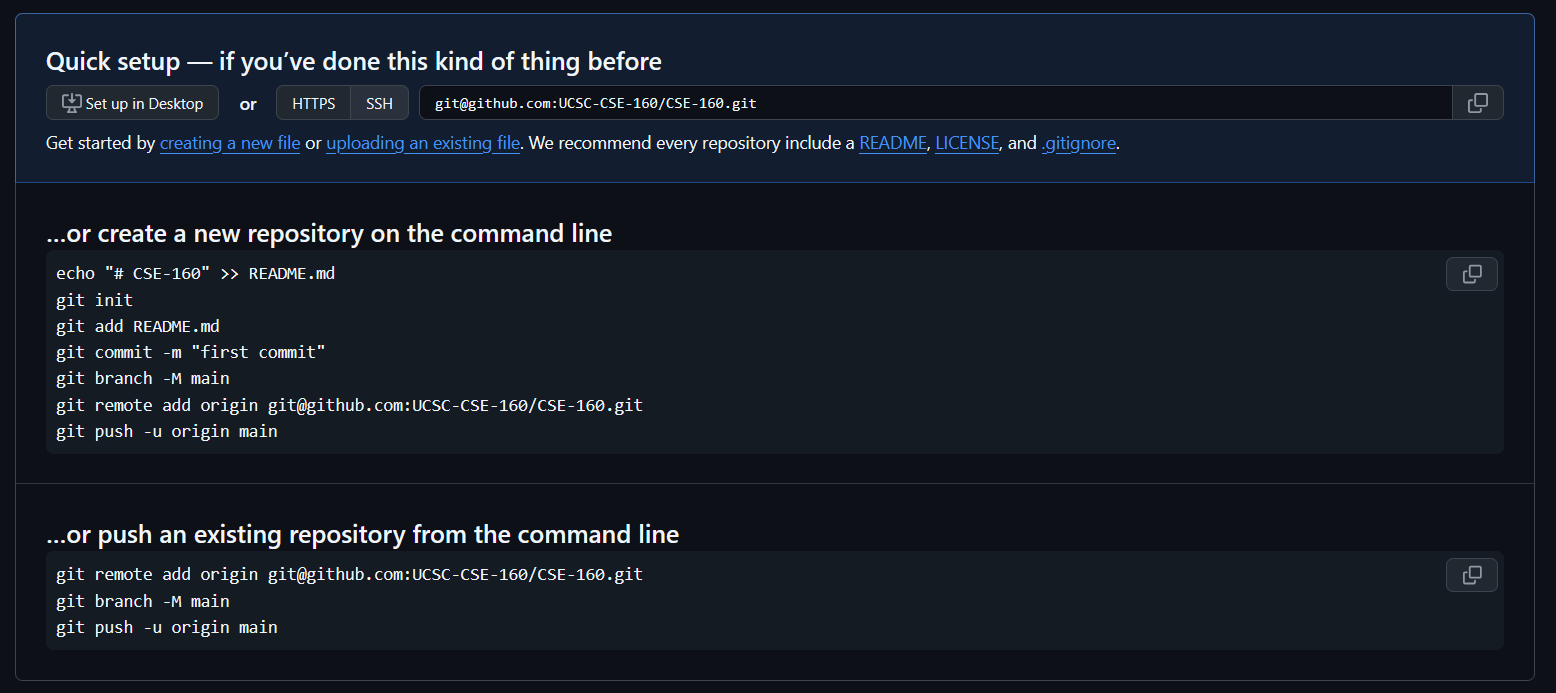 Quick setup — if you’ve done this kind of thing before
Set up in Desktop or HTTPS SSH git@github.com:UCSC-CSE-160/CSE-160.git
Get started by creating a new file or uploading an existing file. We recommend every repository include a README, LICENSE, and .gitignore.
…or create a new repository on the command line
echo "# CSE-160" >> README.md
git init
git add README.md
git commit -m "first commit"
git branch -M main
git remote add origin git@github.com:UCSC-CSE-160/CSE-160.git
git push -u origin main
…or push an existing repository from the command line
git remote add origin git@github.com:UCSC-CSE-160/CSE-160.git
git branch -M main
git push -u origin main